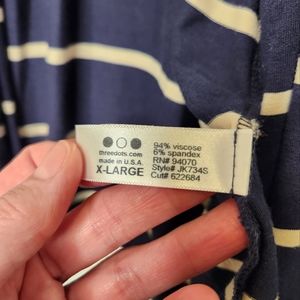 threedots.com
made in U.S.A.
X-LARGE
94% viscose
6% spandex
RN# 94070
Style# JK734S
Cut# 622684